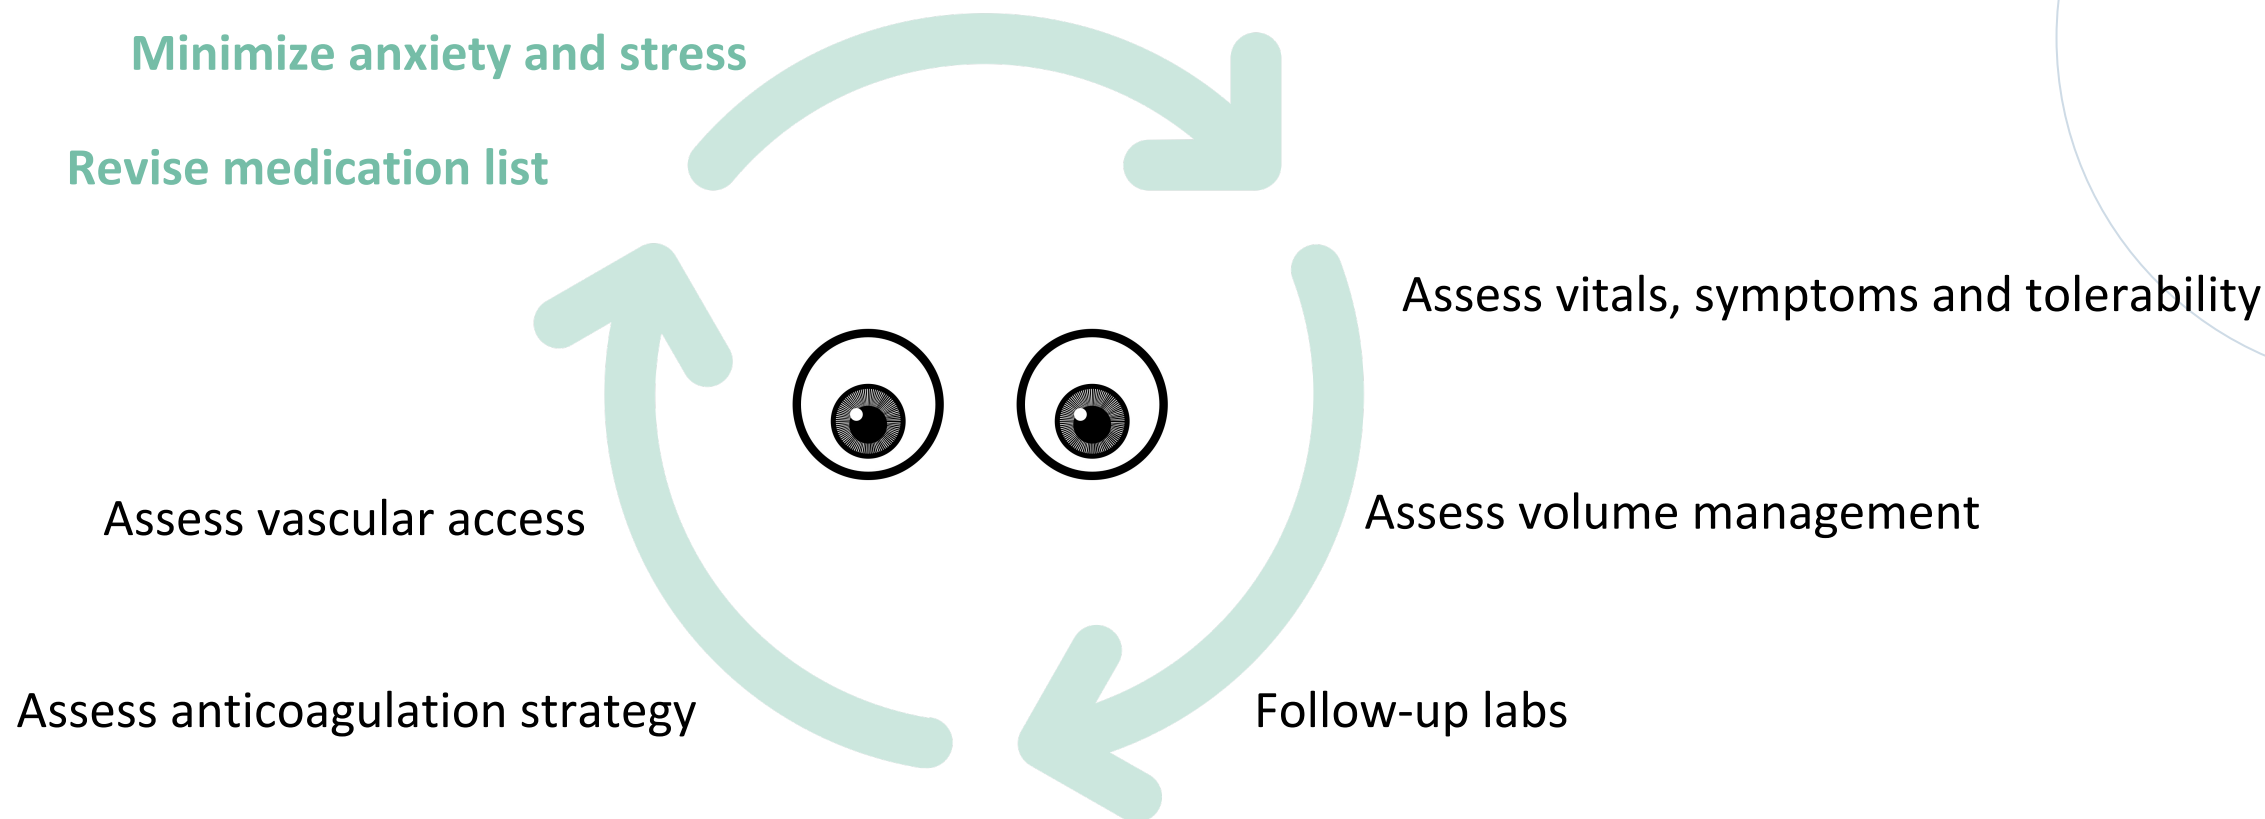 Minimize anxiety and stress
Revise medication list
Assess vitals, symptoms and tolerability
Assess volume management
Assess vascular access
Follow-up labs
Assess anticoagulation strategy